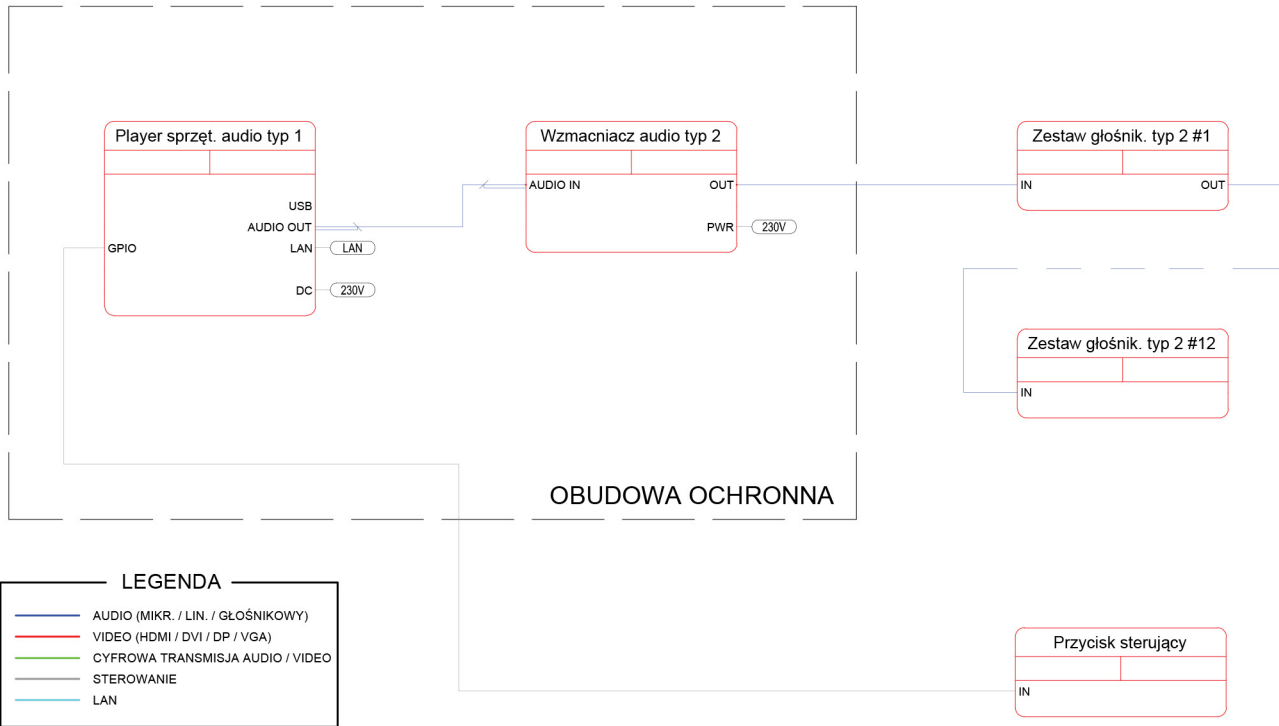 Player sprzęt. audio typ 1
USB
AUDIO OUT
GPIO
LAN
LAN
DC
230V
Wzmacniacz audio typ 2
AUDIO IN
OUT
PWR
230V
Zestaw głośnik. typ 2 #1
IN
OUT
Zestaw głośnik. typ 2 #12
IN
OBUDOWA OCHRONNA
LEGENDA
AUDIO (MIKR. / LIN. / GŁOŚNIKOWY)
VIDEO (HDMI / DVI / DP / VGA)
CYFROWA TRANSMISJA AUDIO / VIDEO
STEROWANIE
LAN
Przycisk sterujący
IN